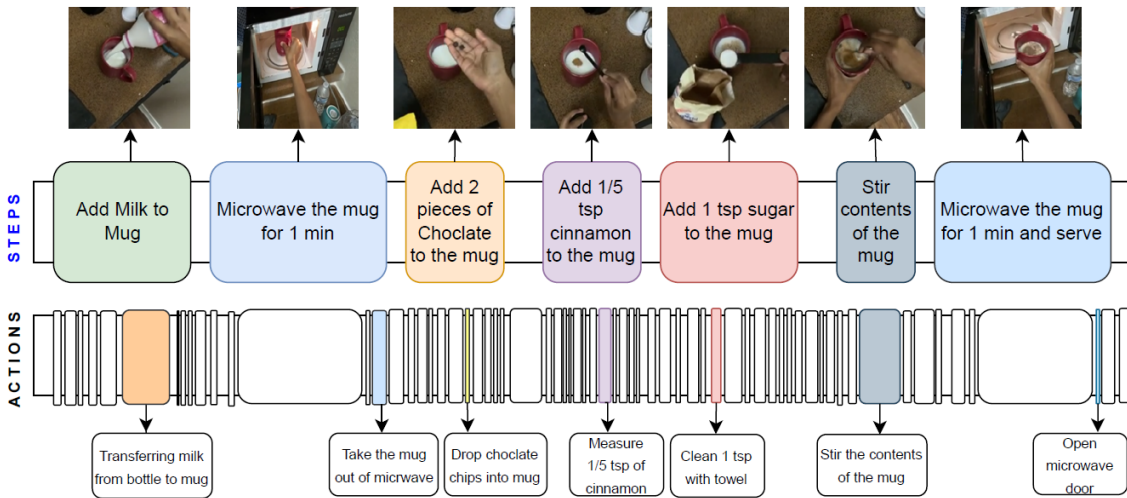 STEPS
Add Milk to
Mug
Microwave the mug
for 1 min
Add 2
pieces of
Choclate
to the mug
Add 1/5
tsp
cinnamon
to the mug
Add 1 tsp sugar
to the mug
Stir
contents
of the
mug
Microwave the mug
for 1 min and serve
ACTIONS
Transferring milk
from bottle to mug
Take the mug
out of micrwave
Drop choclate
chips into mug
Measure
1/5 tsp of
cinnamon
Clean 1 tsp
with towel
Stir the contents
of the mug
Open
microwave
door